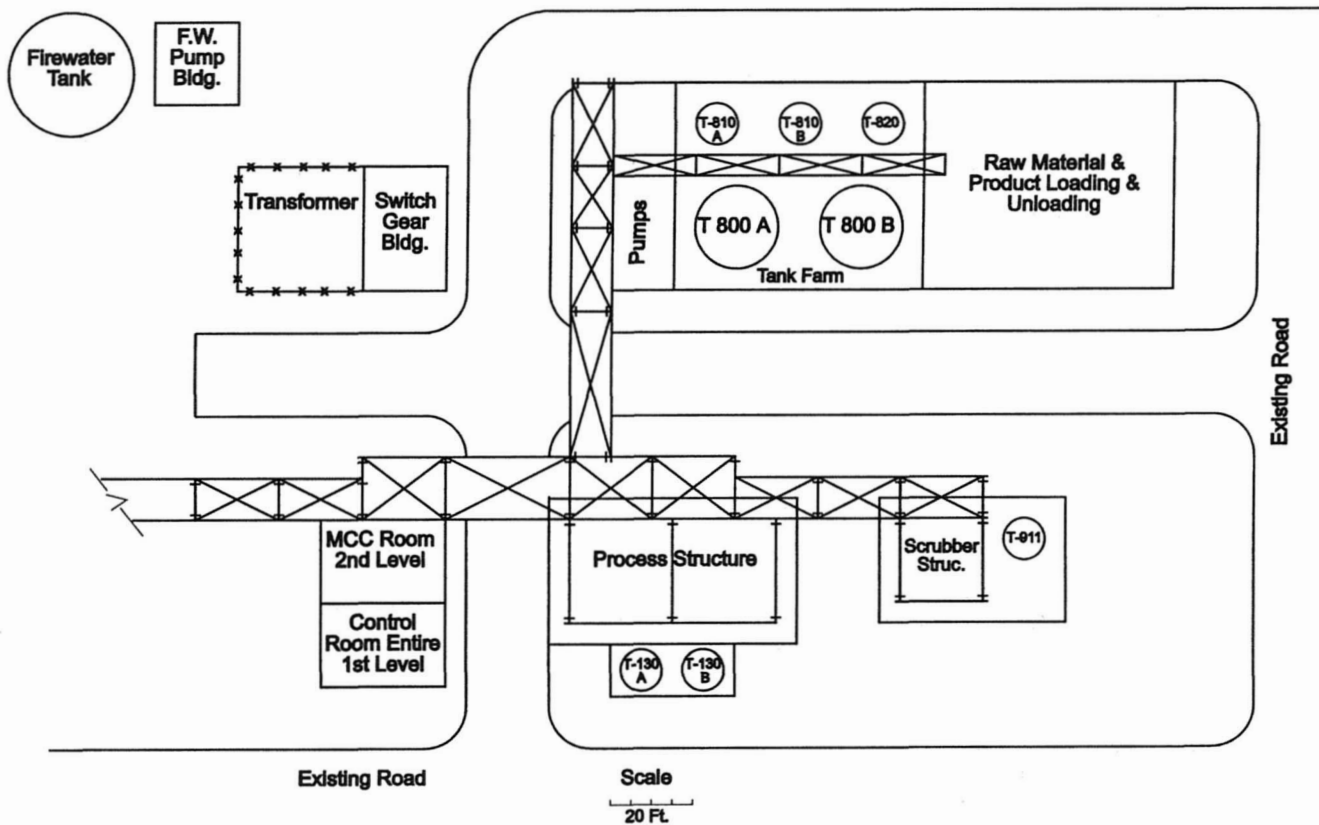 Firewater
Tank
F.W.
Pump
Bldg.
T-810
A
T-810
B
T-820
Raw Material &
Product Loading &
Unloading
Transformer
Switch
Gear
Bldg.
Pumps
T 800 A
T 800 B
Tank Farm
Existing Road
MCC Room
2nd Level
Process Structure
Scrubber
Struc.
T-911
Control
Room Entire
1st Level
T-130
A
T-130
B
Existing Road
Scale
20 Ft.